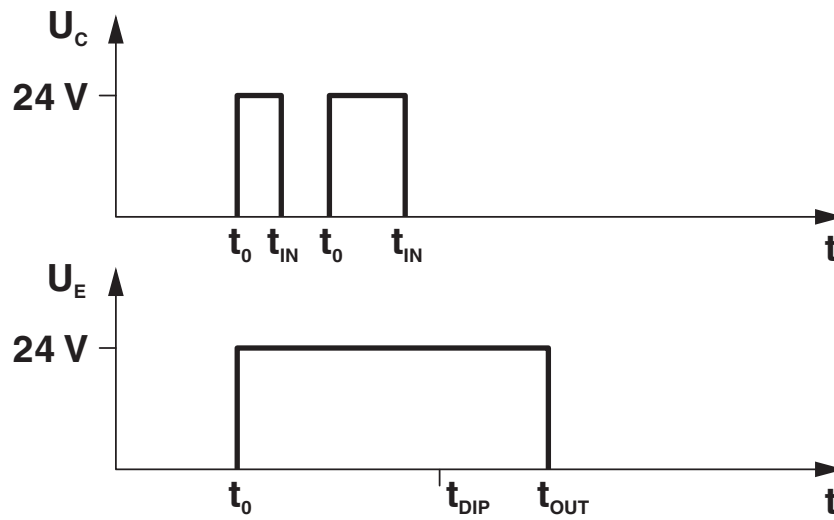 U_C
24 V
t_0 t_IN t_0 t_IN t
U_E
24 V
t_0 t_DIP t_OUT t